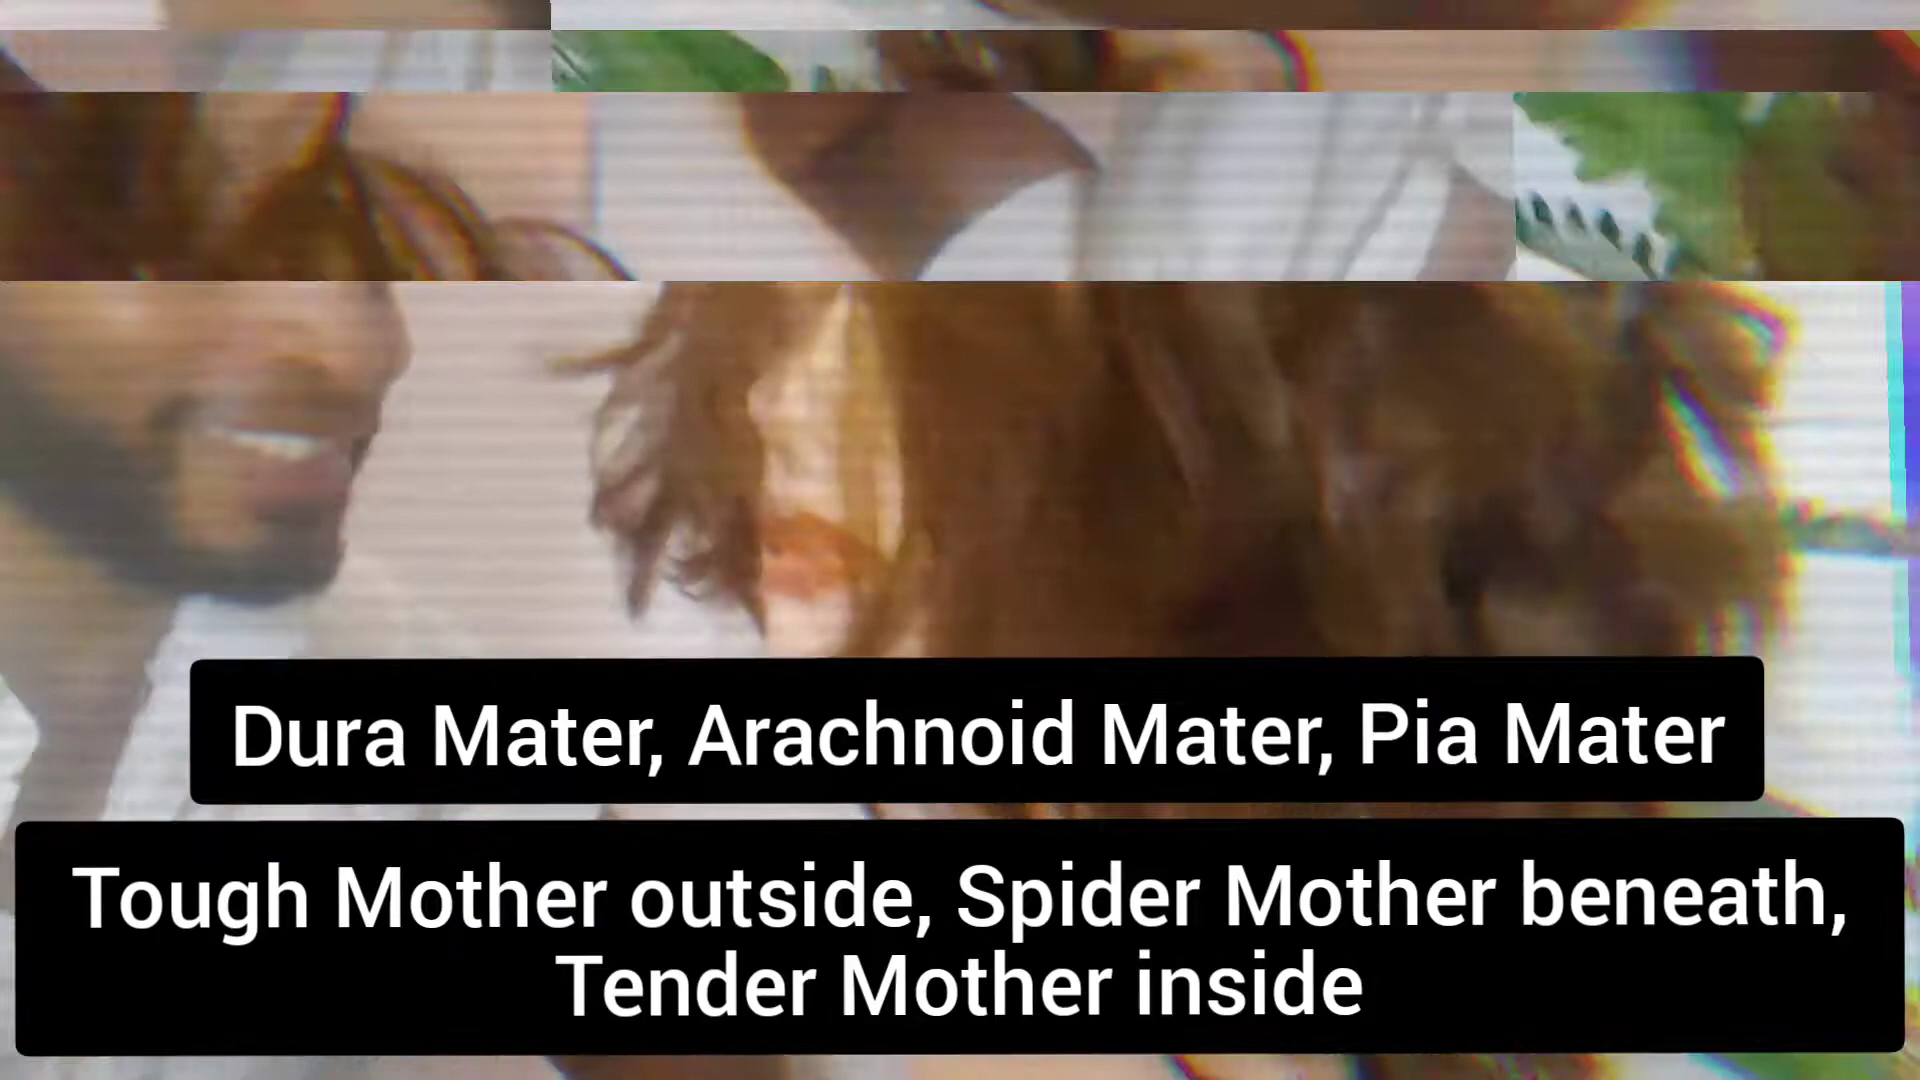 Dura Mater, Arachnoid Mater, Pia Mater
Tough Mother outside, Spider Mother beneath,
Tender Mother inside